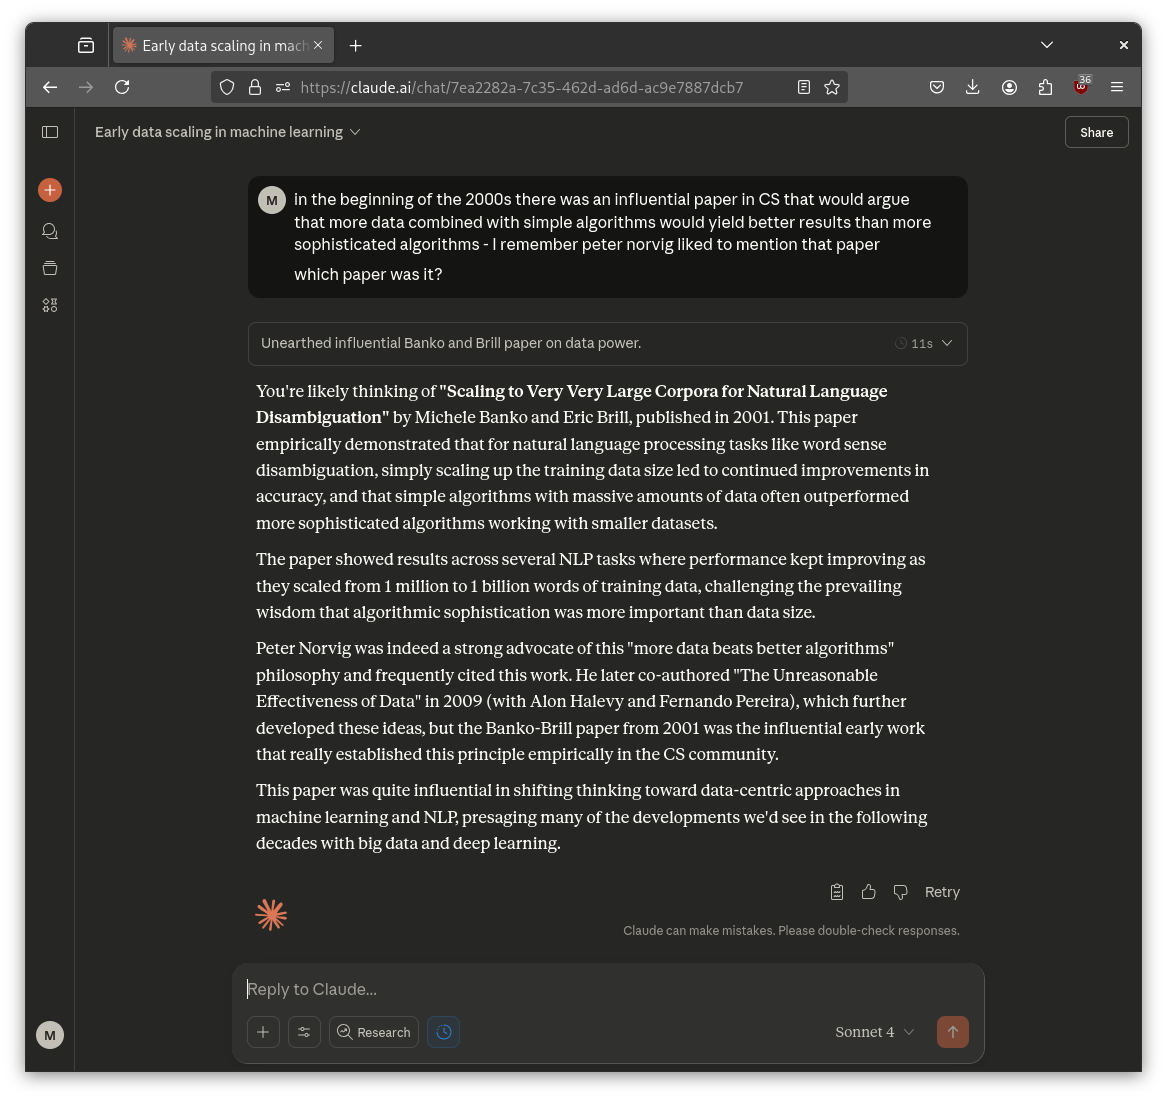 Early data scaling in mach
https://claude.ai/chat/7ea2282a-7c35-462d-ad6d-ac9e7887dcb7
36
Early data scaling in machine learning
Share
M
in the beginning of the 2000s there was an influential paper in CS that would argue
that more data combined with simple algorithms would yield better results than more
sophisticated algorithms - I remember peter norvig liked to mention that paper
which paper was it?
Unearthed influential Banko and Brill paper on data power.
11s
You're likely thinking of "Scaling to Very Very Large Corpora for Natural Language
Disambiguation" by Michele Banko and Eric Brill, published in 2001. This paper
empirically demonstrated that for natural language processing tasks like word sense
disambiguation, simply scaling up the training data size led to continued improvements in
accuracy, and that simple algorithms with massive amounts of data often outperformed
more sophisticated algorithms working with smaller datasets.
The paper showed results across several NLP tasks where performance kept improving as
they scaled from 1 million to 1 billion words of training data, challenging the prevailing
wisdom that algorithmic sophistication was more important than data size.
Peter Norvig was indeed a strong advocate of this "more data beats better algorithms"
philosophy and frequently cited this work. He later co-authored "The Unreasonable
Effectiveness of Data" in 2009 (with Alon Halevy and Fernando Pereira), which further
developed these ideas, but the Banko-Brill paper from 2001 was the influential early work
that really established this principle empirically in the CS community.
This paper was quite influential in shifting thinking toward data-centric approaches in
machine learning and NLP, presaging many of the developments we'd see in the following
decades with big data and deep learning.
Retry
Claude can make mistakes. Please double-check responses.
Reply to Claude...
Research
Sonnet 4
M